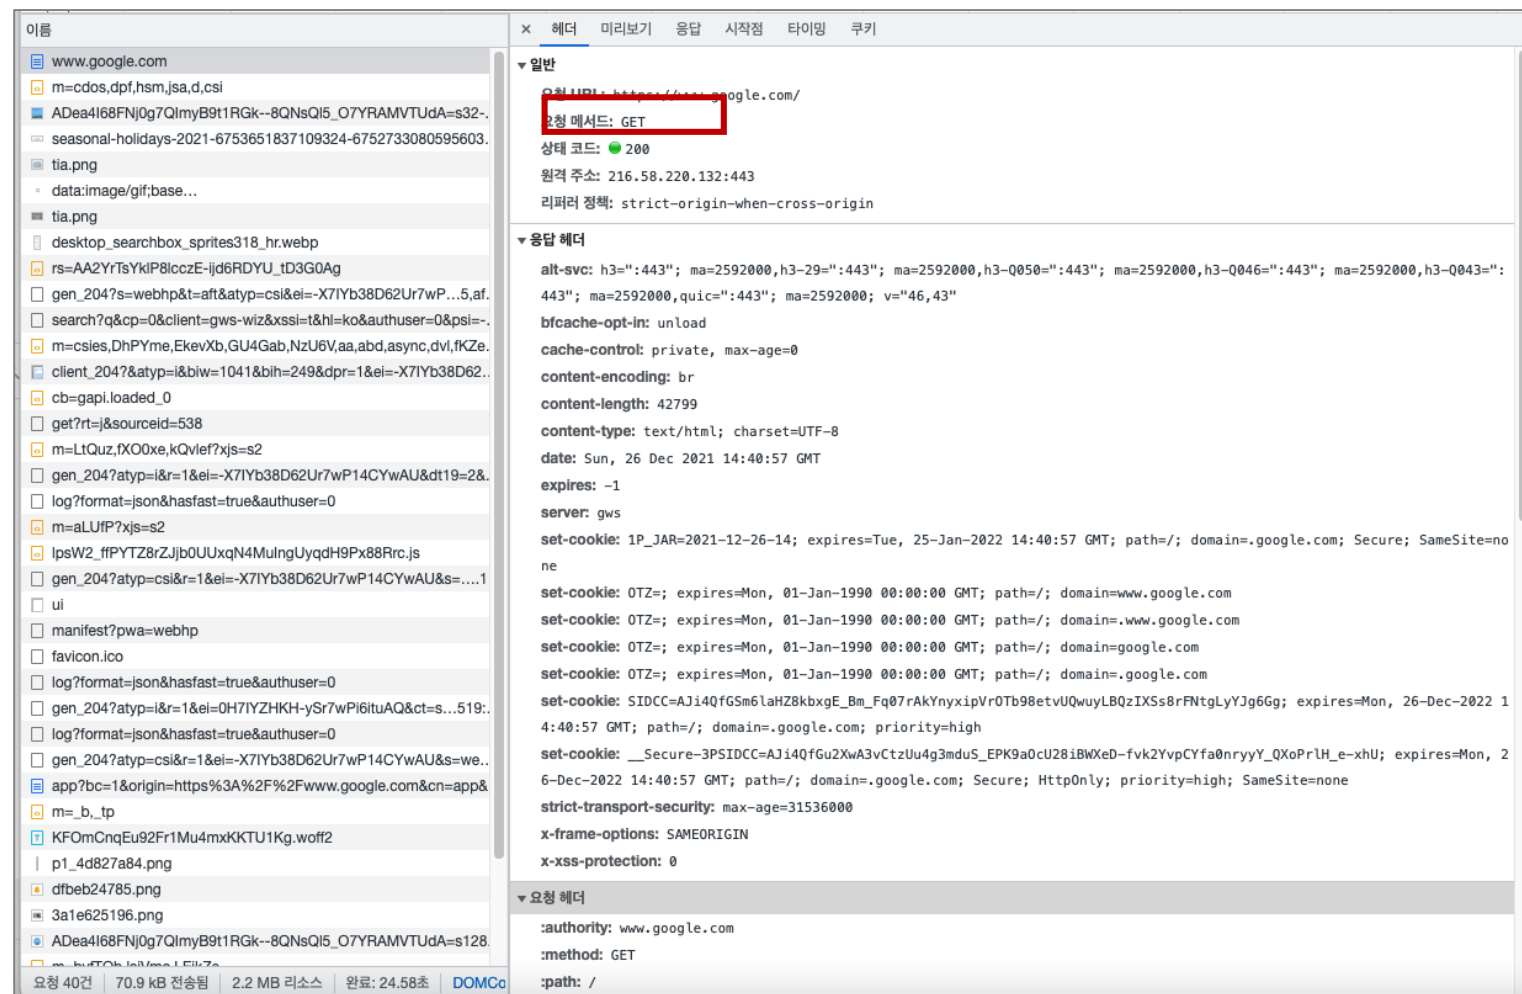 이름
www.google.com
m=cdos,dpf,hsm,jsa,d,csi
ADea4I68FNj0g7QImyB9t1RGk--8QNsQI5_O7YRAMVTUdA=s32-.
seasonal-holidays-2021-6753651837109324-6752733080595603.
tia.png
data:image/gif;base...
tia.png
desktop_searchbox_sprites318_hr.webp
rs=AA2YrTsYkIP8IcczE-ijd6RDYU_tD3G0Ag
gen_204?s=webhp&t=aft&atyp=csi&ei=-X7IYb38D62Ur7wP...5,af.
search?q&cp=0&client=gws-wiz&xssi=t&hl=ko&authuser=0&psi=-.
m=csies,DhPYme,EkevXb,GU4Gab,NzU6V,aa,abd,async,dvl,fKZe.
client_204?&atyp=i&biw=1041&bih=249&dpr=1&ei=-X7IYb38D62..
cb=gapi.loaded_0
get?rt=j&sourceid=538
m=LtQuz,fXO0xe,kQvlef?xjs=s2
gen_204?atyp=i&r=1&ei=-X7IYb38D62Ur7wP14CYwAU&dt19=2&.
log?format=json&hasfast=true&authuser=0
m=aLUfP?xjs=s2
IpsW2_ffPYTZ8rZJjb0UUxqN4MuIngUyqdH9Px88Rrc.js
gen_204?atyp=csi&r=1&ei=-X7IYb38D62Ur7wP14CYwAU&s=....1
ui
manifest?pwa=webhp
favicon.ico
log?format=json&hasfast=true&authuser=0
gen_204?atyp=i&r=1&ei=0H7IYZHKH-ySr7wPi6ituAQ&ct=s...519:.
log?format=json&hasfast=true&authuser=0
gen_204?atyp=csi&r=1&ei=-X7IYb38D62Ur7wP14CYwAU&s=we..
app?bc=1&origin=https%3A%2F%2Fwww.google.com&cn=app&
m=_b,_tp
KFOmCnqEu92Fr1Mu4mxKKTU1Kg.woff2
p1_4d827a84.png
dfbeb24785.png
3a1e625196.png
ADea4I68FNj0g7QImyB9t1RGk--8QNsQI5_O7YRAMVTUdA=s128.
요청 40건 70.9 kB 전송됨 2.2 MB 리소스 완료: 24.58초 DOMCo
× 헤더 미리보기 응답 시작점 타이밍 쿠키
일반
요청 URL: https://www.google.com/
요청 메서드: GET
상태 코드: 200
원격 주소: 216.58.220.132:443
리퍼러 정책: strict-origin-when-cross-origin
응답 헤더
alt-svc: h3=":443"; ma=2592000,h3-29=":443"; ma=2592000,h3-Q050=":443"; ma=2592000,h3-Q046=":443"; ma=2592000,h3-Q043=":
443"; ma=2592000,quic=":443"; ma=2592000; v="46,43"
bfcache-opt-in: unload
cache-control: private, max-age=0
content-encoding: br
content-length: 42799
content-type: text/html; charset=UTF-8
date: Sun, 26 Dec 2021 14:40:57 GMT
expires: -1
server: gws
set-cookie: 1P_JAR=2021-12-26-14; expires=Tue, 25-Jan-2022 14:40:57 GMT; path=/; domain=.google.com; Secure; SameSite=no
ne
set-cookie: OTZ=; expires=Mon, 01-Jan-1990 00:00:00 GMT; path=/; domain=www.google.com
set-cookie: OTZ=; expires=Mon, 01-Jan-1990 00:00:00 GMT; path=/; domain=.www.google.com
set-cookie: OTZ=; expires=Mon, 01-Jan-1990 00:00:00 GMT; path=/; domain=google.com
set-cookie: OTZ=; expires=Mon, 01-Jan-1990 00:00:00 GMT; path=/; domain=.google.com
set-cookie: SIDCC=AJi4QfGSm6laHZ8kbxgE_Bm_Fq07rAkYnyxipVrOTb98etvUQwuyLBQzIXSs8rFNtgLyYJg6Gg; expires=Mon, 26-Dec-2022 1
4:40:57 GMT; path=/; domain=.google.com; priority=high
set-cookie: __Secure-3PSIDCC=AJi4QfGu2XwA3vCtzUu4g3mduS_EPK9aOcU28iBWXeD-fvk2YvpCYfa0nryyY_QXoPrlH_e-xhU; expires=Mon, 2
6-Dec-2022 14:40:57 GMT; path=/; domain=.google.com; Secure; HttpOnly; priority=high; SameSite=none
strict-transport-security: max-age=31536000
x-frame-options: SAMEORIGIN
x-xss-protection: 0
요청 헤더
:authority: www.google.com
:method: GET
:path: /